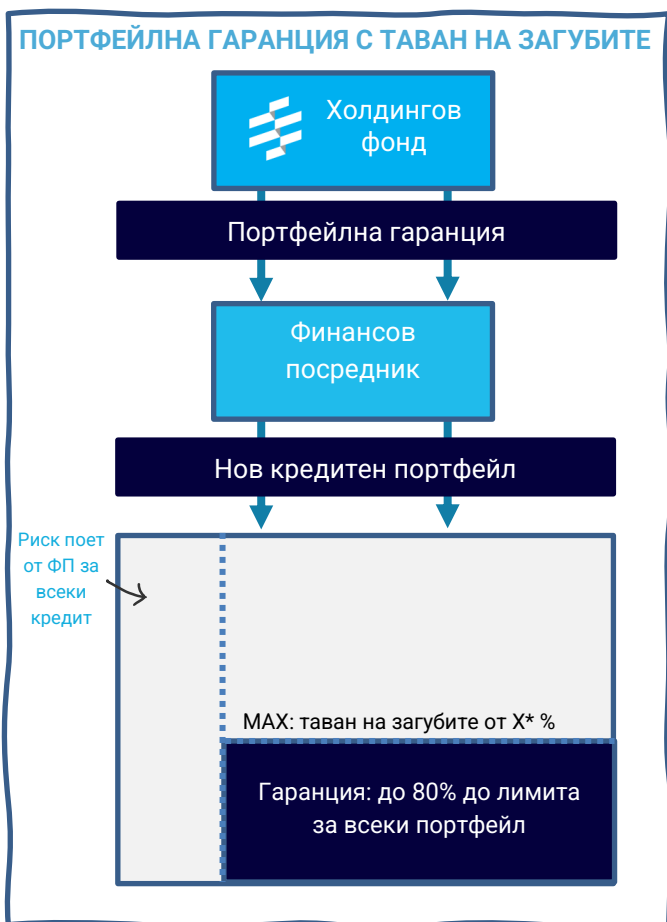 ПОРТФЕЙЛНА ГАРАНЦИЯ С ТАВАН НА ЗАГУБИТЕ
Холдингов
фонд
Портфейлна гаранция
Финансов
посредник
Нов кредитен портфейл
Риск поет
от ФП за
всеки
кредит
MAX: таван на загубите от X* %
Гаранция: до 80% до лимита
за всеки портфейл